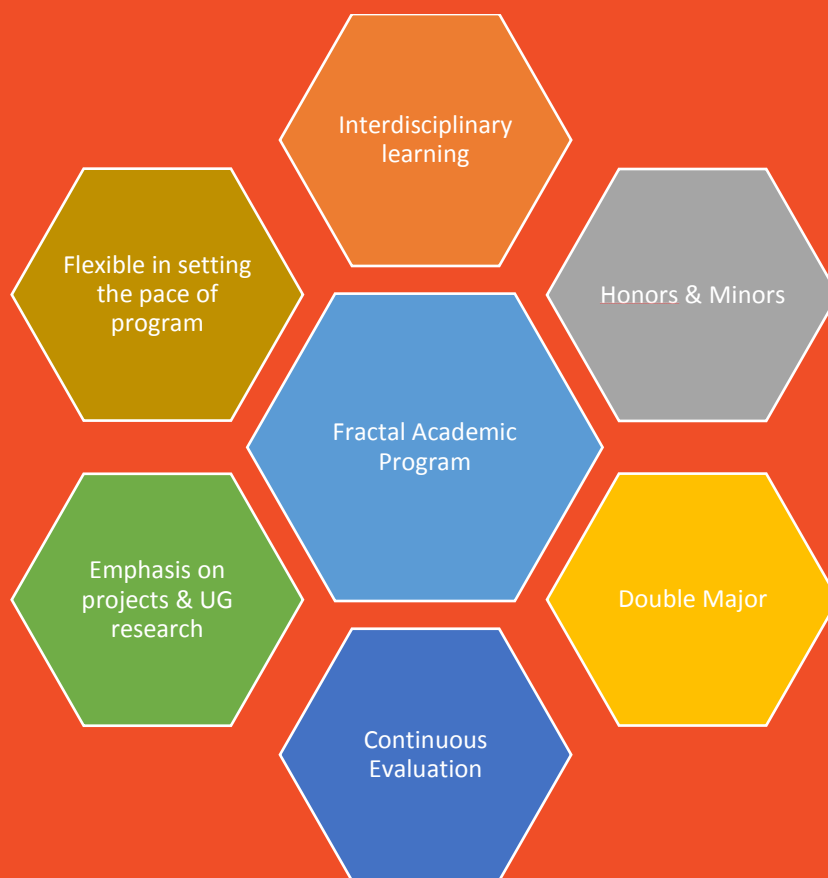 Interdisciplinary
learning
Flexible in setting
the pace of
program
Honors & Minors
Fractal Academic
Program
Emphasis on
projects & UG
research
Double Major
Continuous
Evaluation